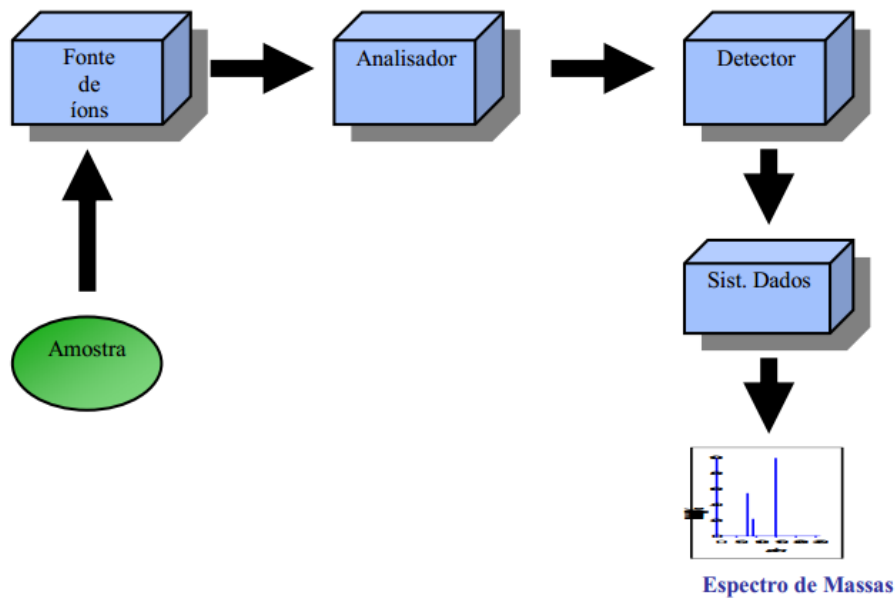 Fonte
de
íons
Analisador
Detector
Sist. Dados
Amostra
Espectro de Massas